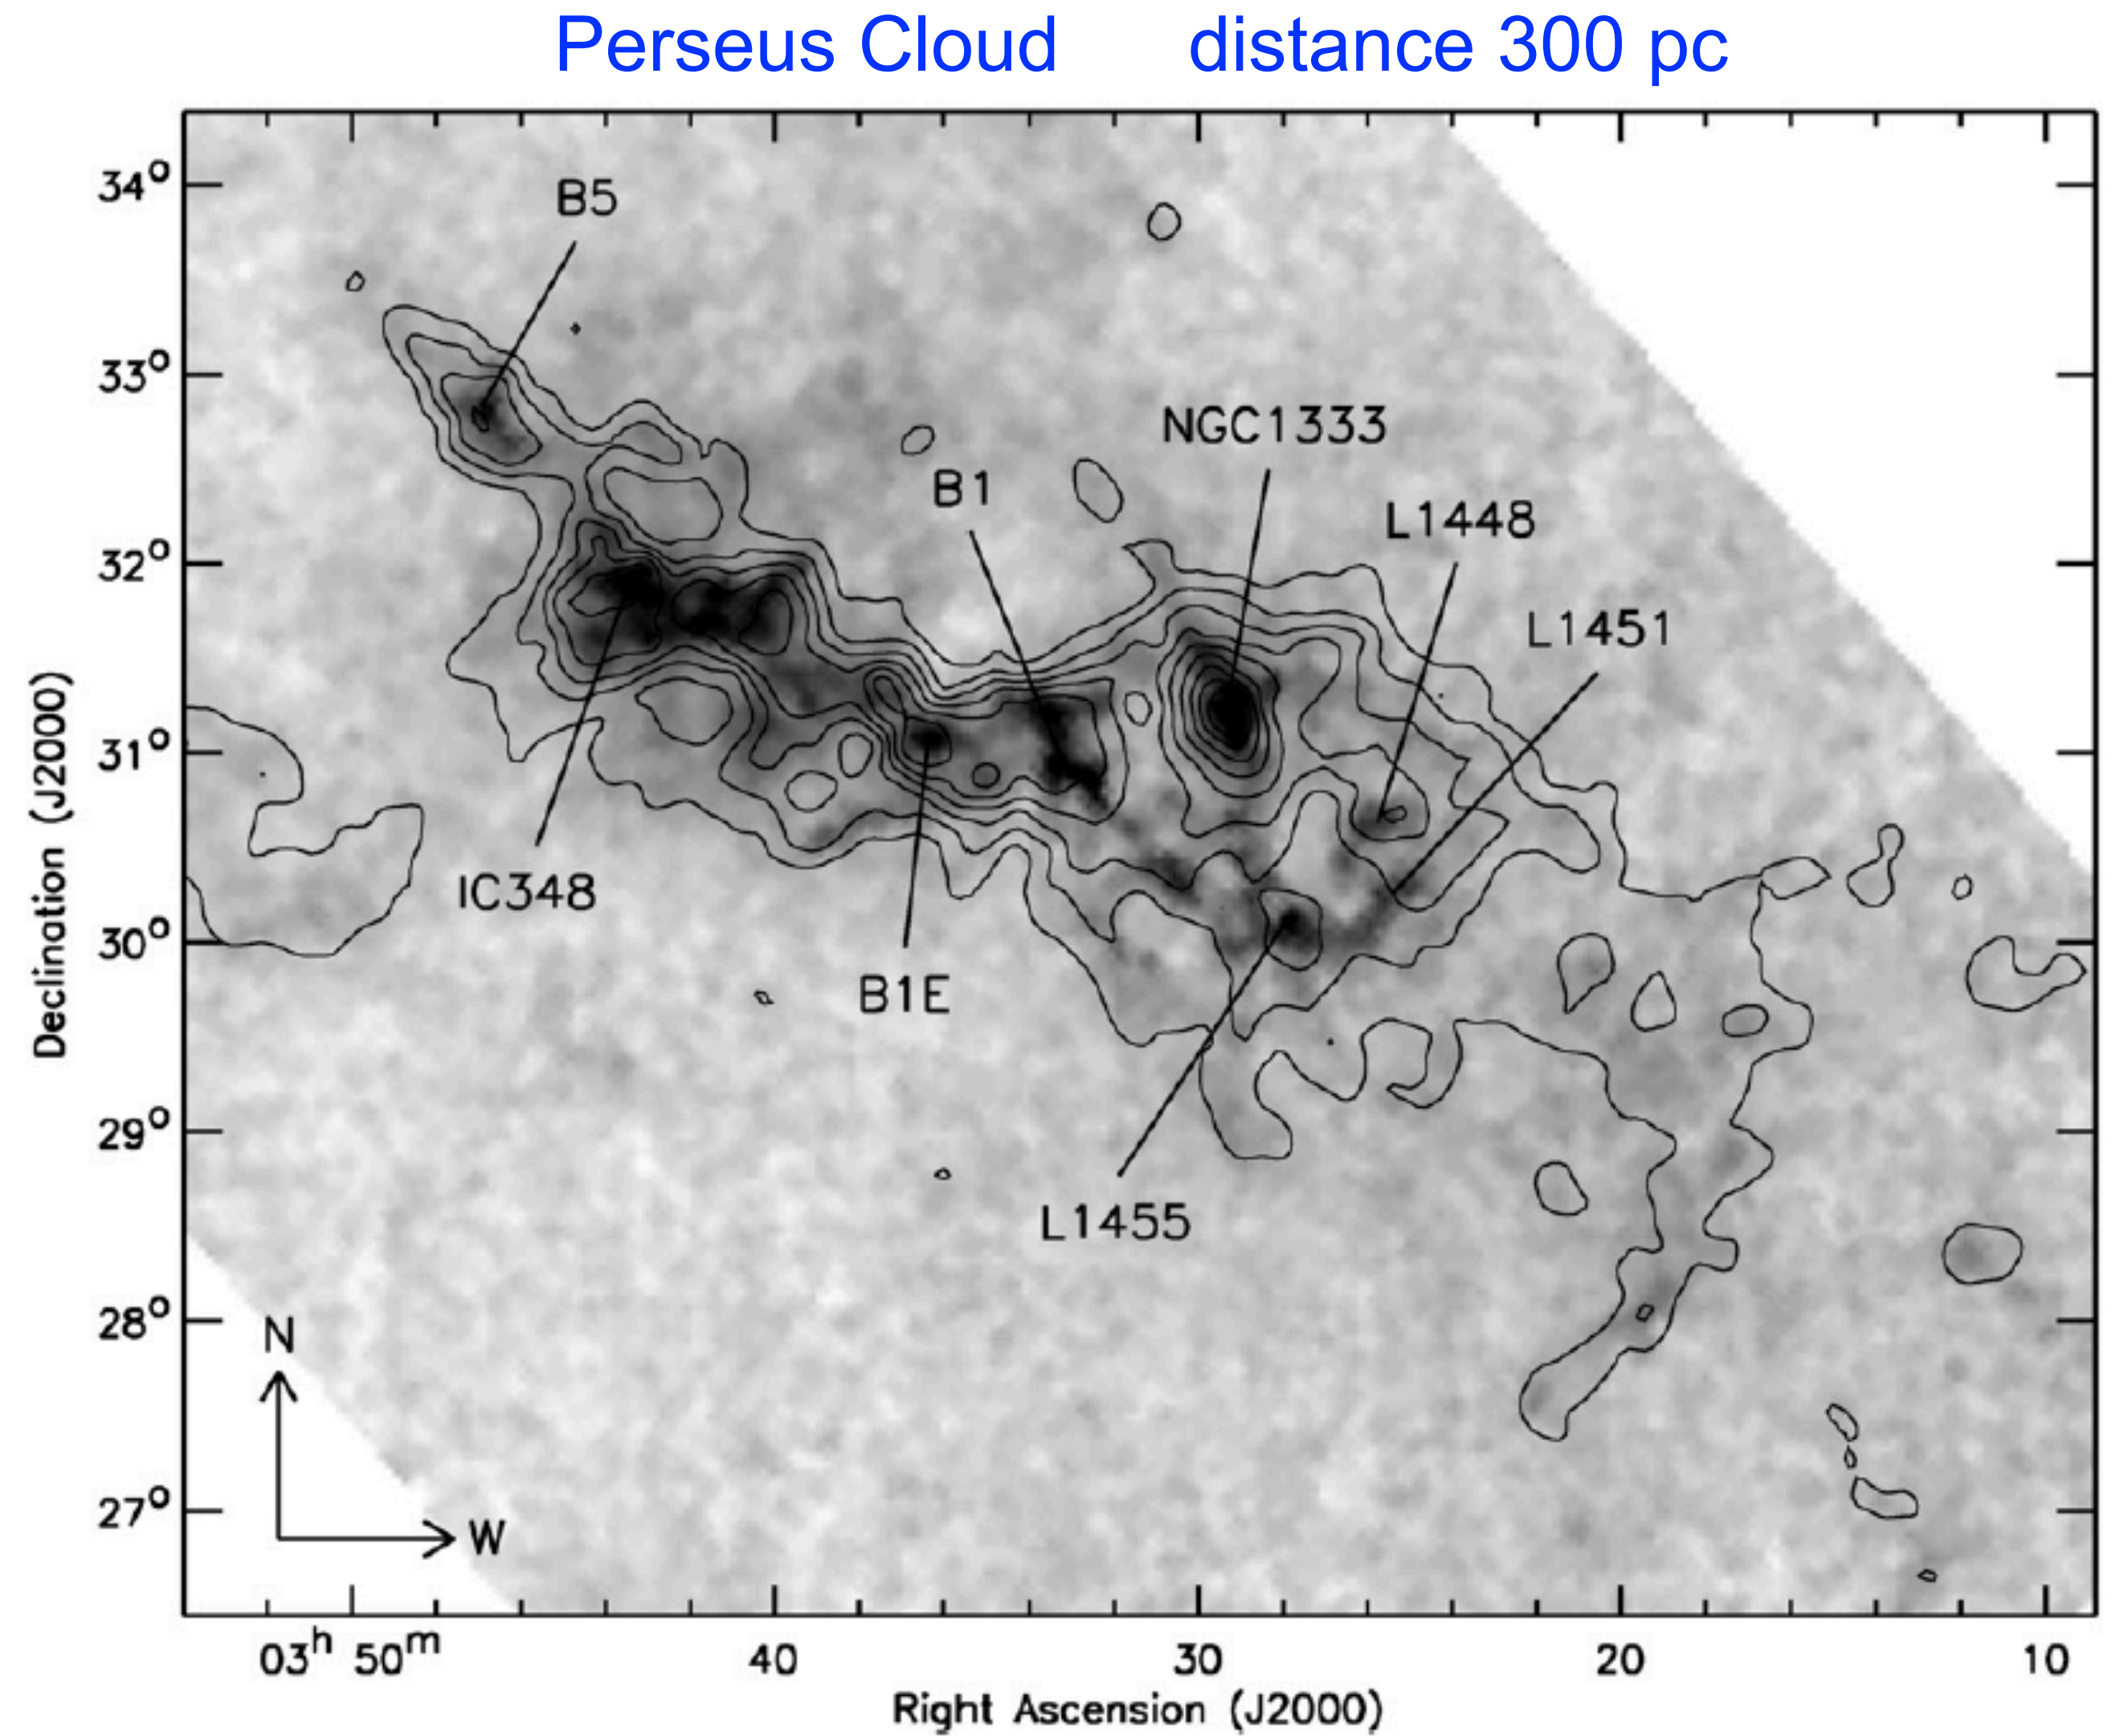 Perseus Cloud distance 300 pc
34°
B5
33°
NGC1333
B1
L1448
32°
L1451
31°
IC348
30°
B1E
29°
L1455
28°
N
27°
W
Declination (J2000)
03h 50m 40 30 20 10
Right Ascension (J2000)